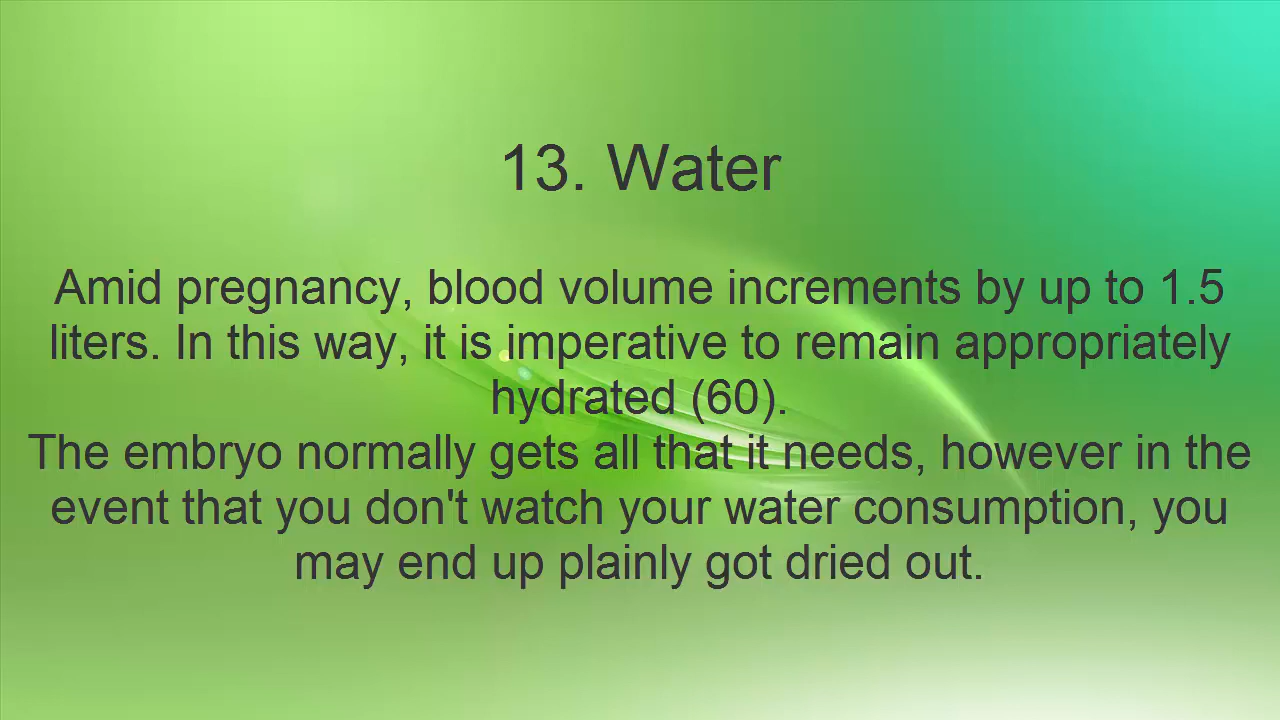 13. Water
Amid pregnancy, blood volume increments by up to 1.5
liters. In this way, it is imperative to remain appropriately
hydrated (60).
The embryo normally gets all that it needs, however in the
event that you don't watch your water consumption, you
may end up plainly got dried out.